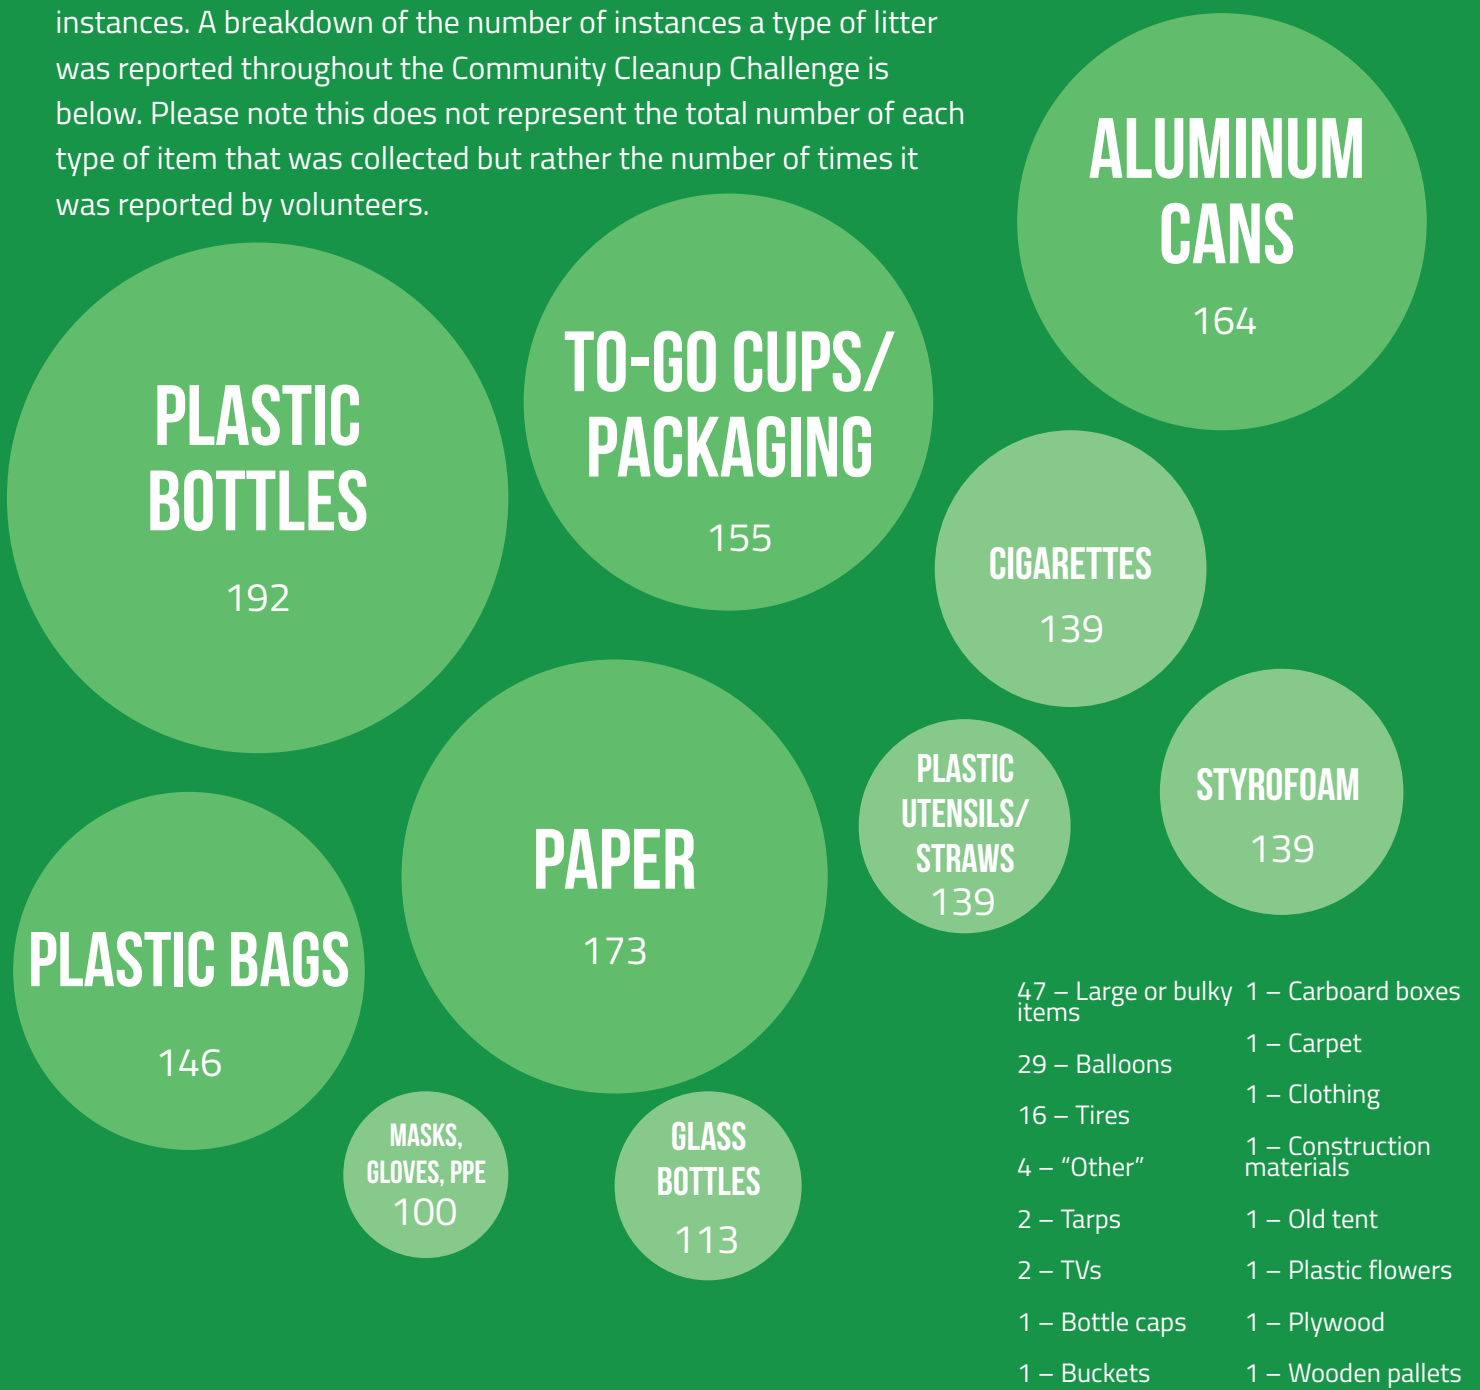 instances. A breakdown of the number of instances a type of litter
was reported throughout the Community Cleanup Challenge is
below. Please note this does not represent the total number of each
type of item that was collected but rather the number of times it
was reported by volunteers.
ALUMINUM
CANS
164
TO-GO CUPS/
PACKAGING
155
PLASTIC
BOTTLES
192
CIGARETTES
139
PLASTIC
UTENSILS/
STRAWS
139
STYROFOAM
139
PAPER
173
PLASTIC BAGS
146
MASKS,
GLOVES, PPE
100
GLASS
BOTTLES
113
47 – Large or bulky
items
29 – Balloons
16 – Tires
4 – “Other”
2 – Tarps
2 – TVs
1 – Bottle caps
1 – Buckets
1 – Carboard boxes
1 – Carpet
1 – Clothing
1 – Construction
materials
1 – Old tent
1 – Plastic flowers
1 – Plywood
1 – Wooden pallets